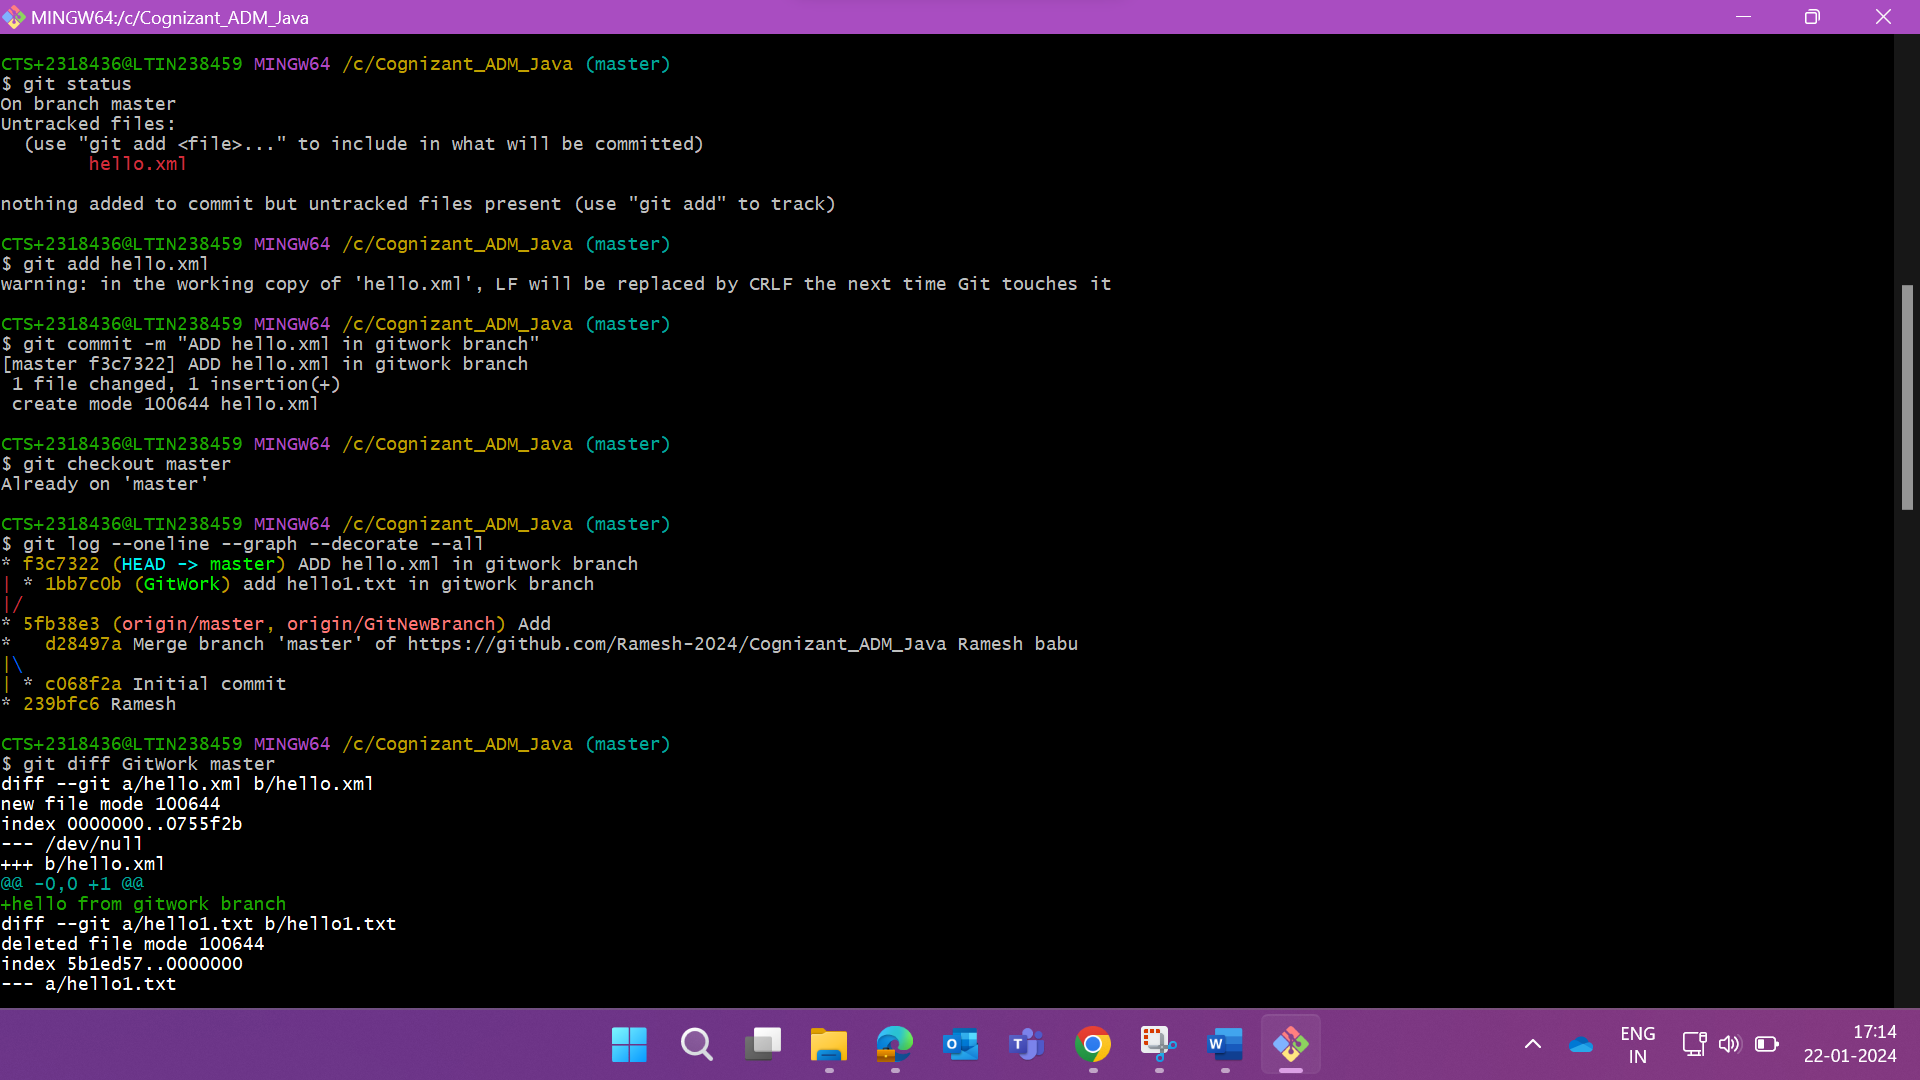 MINGW64:/c/Cognizant_ADM_Java
CTS+2318436@LTIN238459 MINGW64 /c/Cognizant_ADM_Java (master)
$ git status
On branch master
Untracked files:
  (use "git add <file>..." to include in what will be committed)
        hello.xml
nothing added to commit but untracked files present (use "git add" to track)
CTS+2318436@LTIN238459 MINGW64 /c/Cognizant_ADM_Java (master)
$ git add hello.xml
warning: in the working copy of 'hello.xml', LF will be replaced by CRLF the next time Git touches it
CTS+2318436@LTIN238459 MINGW64 /c/Cognizant_ADM_Java (master)
$ git commit -m "ADD hello.xml in gitwork branch"
[master f3c7322] ADD hello.xml in gitwork branch
 1 file changed, 1 insertion(+)
 create mode 100644 hello.xml
CTS+2318436@LTIN238459 MINGW64 /c/Cognizant_ADM_Java (master)
$ git checkout master
Already on 'master'
CTS+2318436@LTIN238459 MINGW64 /c/Cognizant_ADM_Java (master)
$ git log --oneline --graph --decorate --all
* f3c7322 (HEAD -> master) ADD hello.xml in gitwork branch
| * 1bb7c0b (GitWork) add hello1.txt in gitwork branch
|/
* 5fb38e3 (origin/master, origin/GitNewBranch) Add
*   d28497a Merge branch 'master' of https://github.com/Ramesh-2024/Cognizant_ADM_Java Ramesh babu
|\
| * c068f2a Initial commit
* 239bfc6 Ramesh
CTS+2318436@LTIN238459 MINGW64 /c/Cognizant_ADM_Java (master)
$ git diff GitWork master
diff --git a/hello.xml b/hello.xml
new file mode 100644
index 0000000..0755f2b
--- /dev/null
+++ b/hello.xml
@@ -0,0 +1 @@
+hello from gitwork branch
diff --git a/hello1.txt b/hello1.txt
deleted file mode 100644
index 5b1ed57..0000000
--- a/hello1.txt
ENG
IN
17:14
22-01-2024